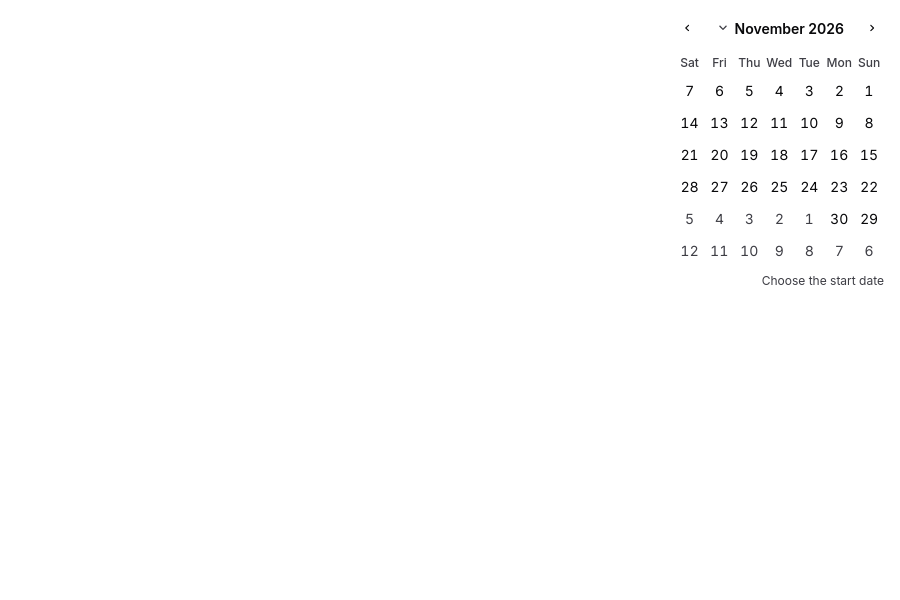 November 2026
Sun Mon Tue Wed Thu Fri Sat
1 2 3 4 5 6 7
8 9 10 11 12 13 14
15 16 17 18 19 20 21
22 23 24 25 26 27 28
29 30 1 2 3 4 5
6 7 8 9 10 11 12
Choose the start date